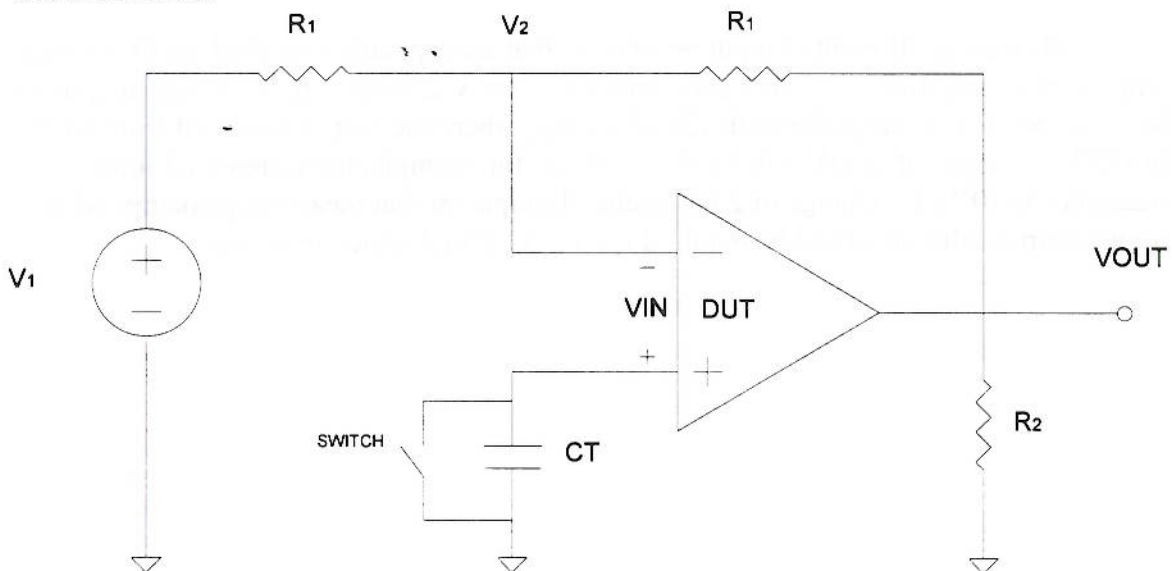 R1 V2 R1
VOUT
V1 + −
− −
VIN DUT
+ +
SWITCH CT
R2